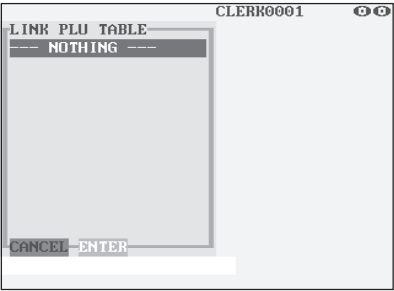 CLERK0001
LINK PLU TABLE
--- NOTHING ---
CANCEL ENTER